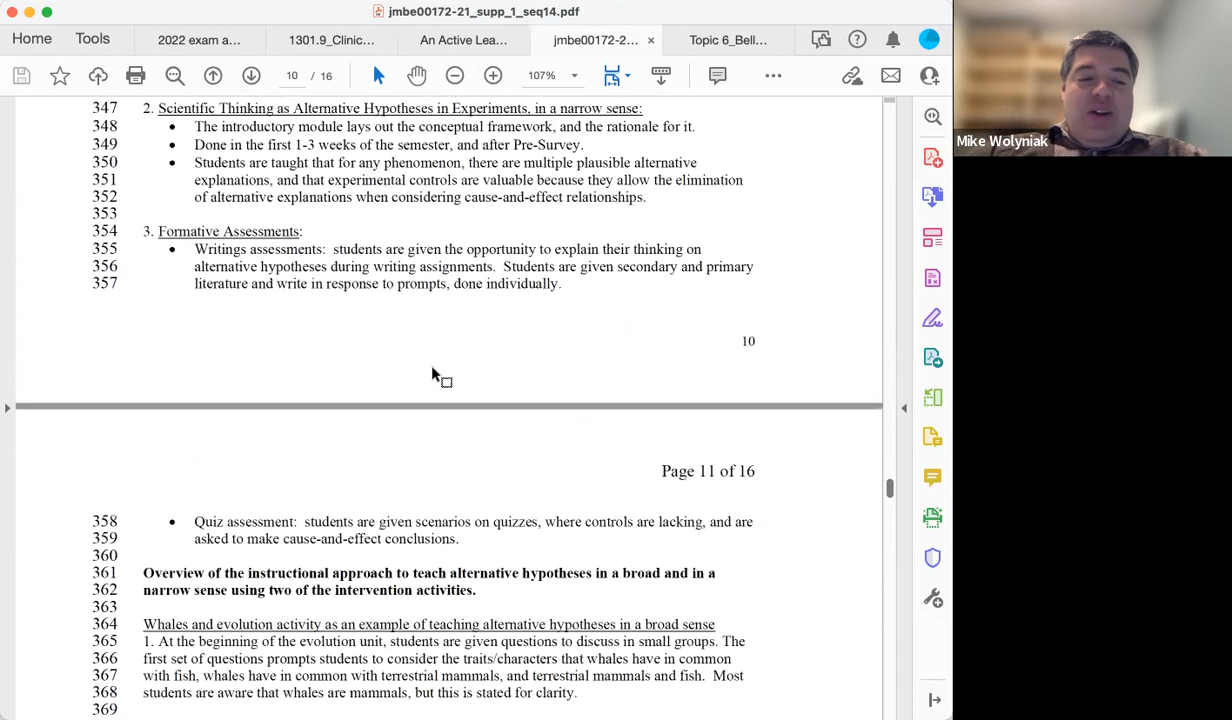 jmbe00172-21_supp_1_seq14.pdf
Home Tools 2022 exam a... 1301.9_Clinic... An Active Lea... jmbe00172-2... × Topic 6_Bell...
10 / 16 107%
Mike Wolyniak
347 2. Scientific Thinking as Alternative Hypotheses in Experiments, in a narrow sense:
348 • The introductory module lays out the conceptual framework, and the rationale for it.
349 • Done in the first 1-3 weeks of the semester, and after Pre-Survey.
350 • Students are taught that for any phenomenon, there are multiple plausible alternative
351 explanations, and that experimental controls are valuable because they allow the elimination
352 of alternative explanations when considering cause-and-effect relationships.
353
354 3. Formative Assessments:
355 • Writings assessments: students are given the opportunity to explain their thinking on
356 alternative hypotheses during writing assignments. Students are given secondary and primary
357 literature and write in response to prompts, done individually.
10
Page 11 of 16
358 • Quiz assessment: students are given scenarios on quizzes, where controls are lacking, and are
359 asked to make cause-and-effect conclusions.
360
361 Overview of the instructional approach to teach alternative hypotheses in a broad and in a
362 narrow sense using two of the intervention activities.
363
364 Whales and evolution activity as an example of teaching alternative hypotheses in a broad sense
365 1. At the beginning of the evolution unit, students are given questions to discuss in small groups. The
366 first set of questions prompts students to consider the traits/characters that whales have in common
367 with fish, whales have in common with terrestrial mammals, and terrestrial mammals and fish. Most
368 students are aware that whales are mammals, but this is stated for clarity.
369